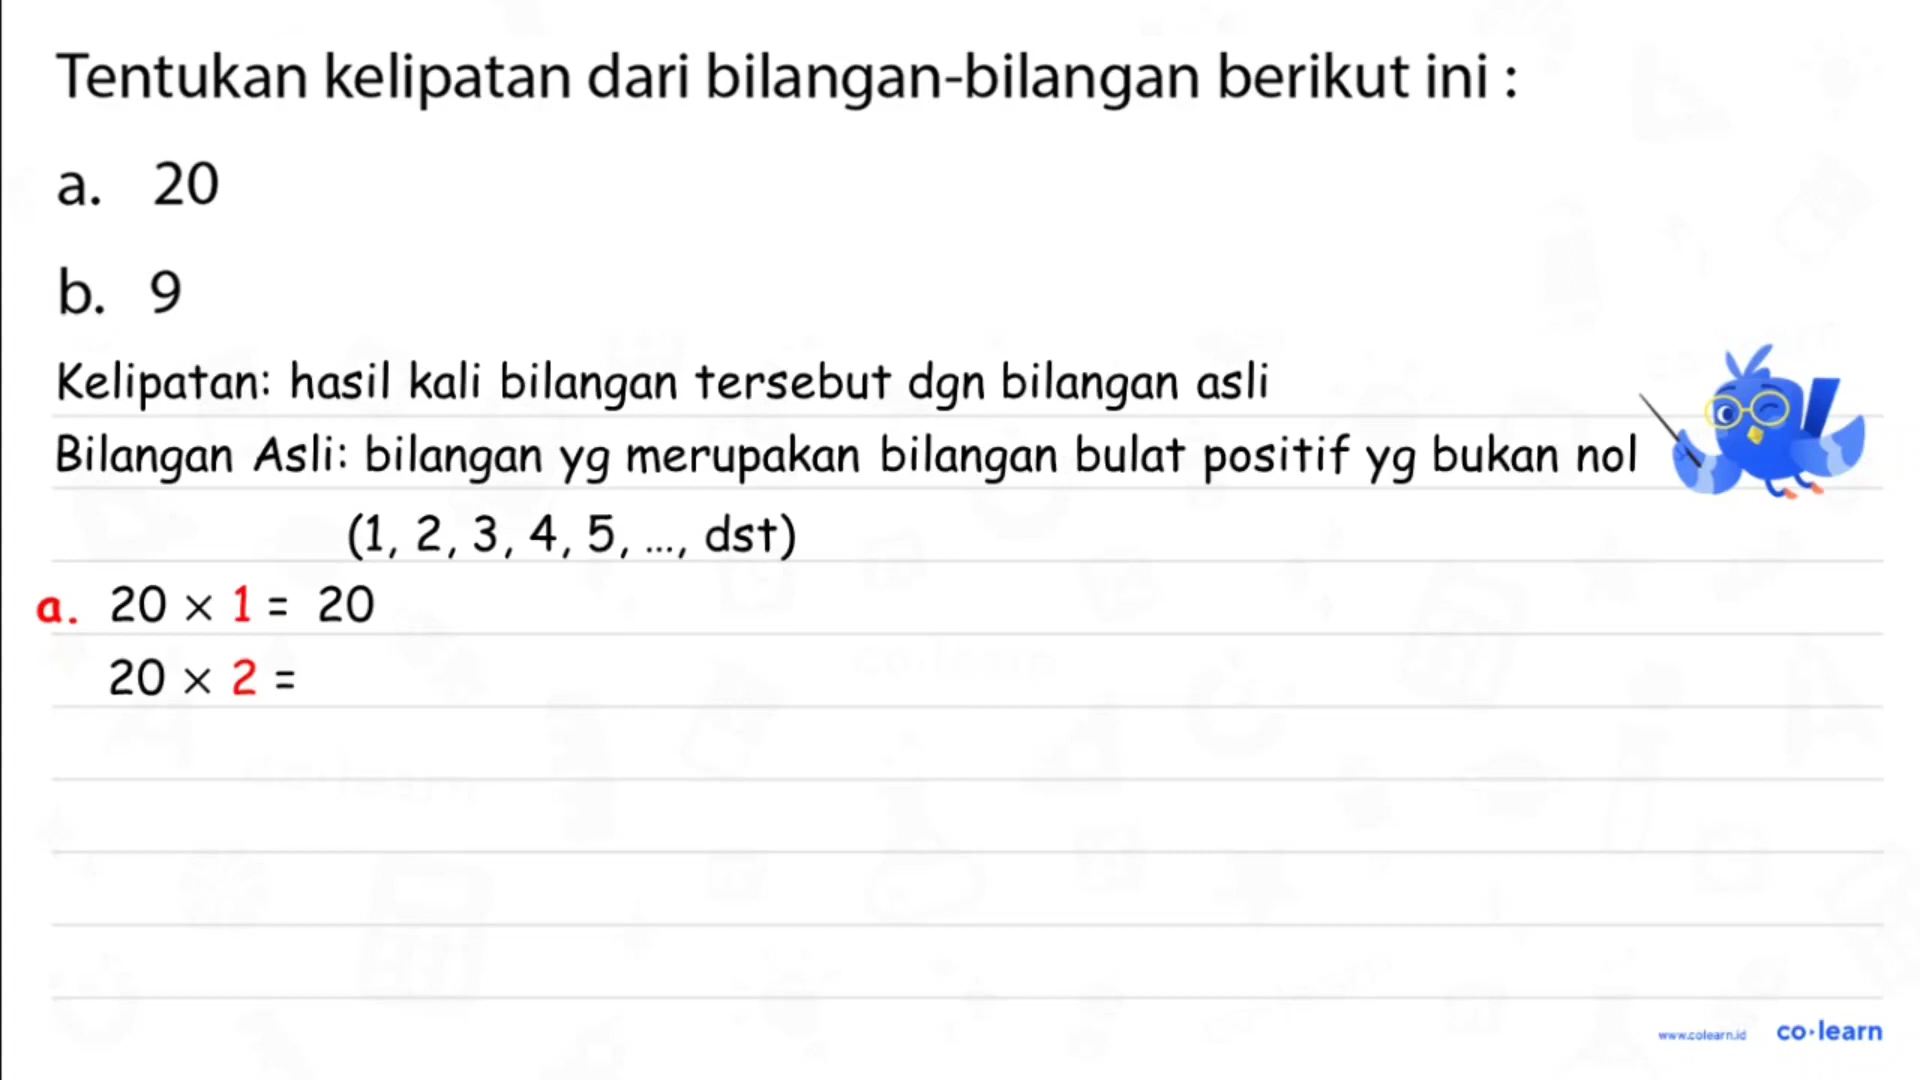 Tentukan kelipatan dari bilangan-bilangan berikut ini :
a. 20
b. 9
Kelipatan: hasil kali bilangan tersebut dgn bilangan asli
Bilangan Asli: bilangan yg merupakan bilangan bulat positif yg bukan nol
(1, 2, 3, 4, 5, ..., dst)
a. 20 × 1 = 20
20 × 2 =
www.colearn.id co·learn